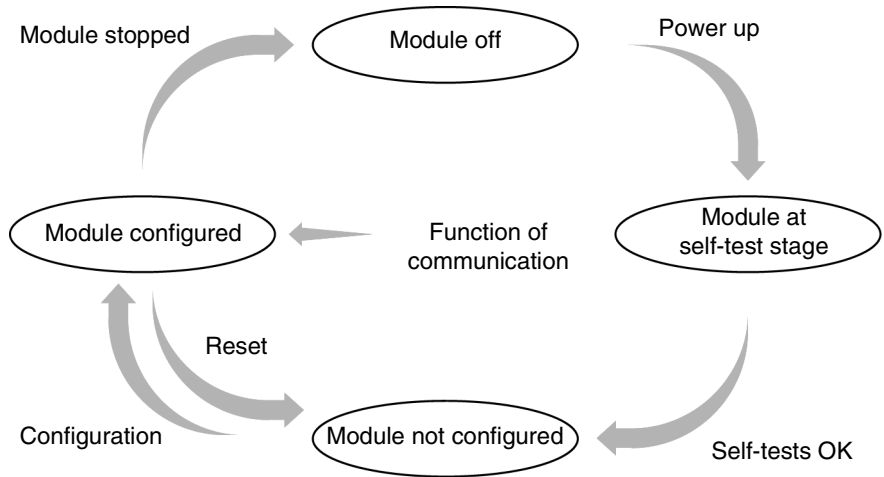 Module stopped
Module off
Power up
Module configured
Function of
communication
Module at
self-test stage
Reset
Configuration
Module not configured
Self-tests OK